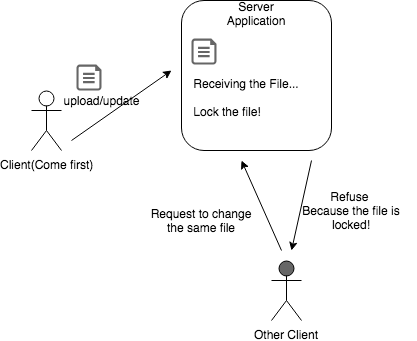 Server
Application
Receiving the File...
Lock the file!
upload/update
Client(Come first)
Request to change
the same file
Refuse
Because the file is
locked!
Other Client